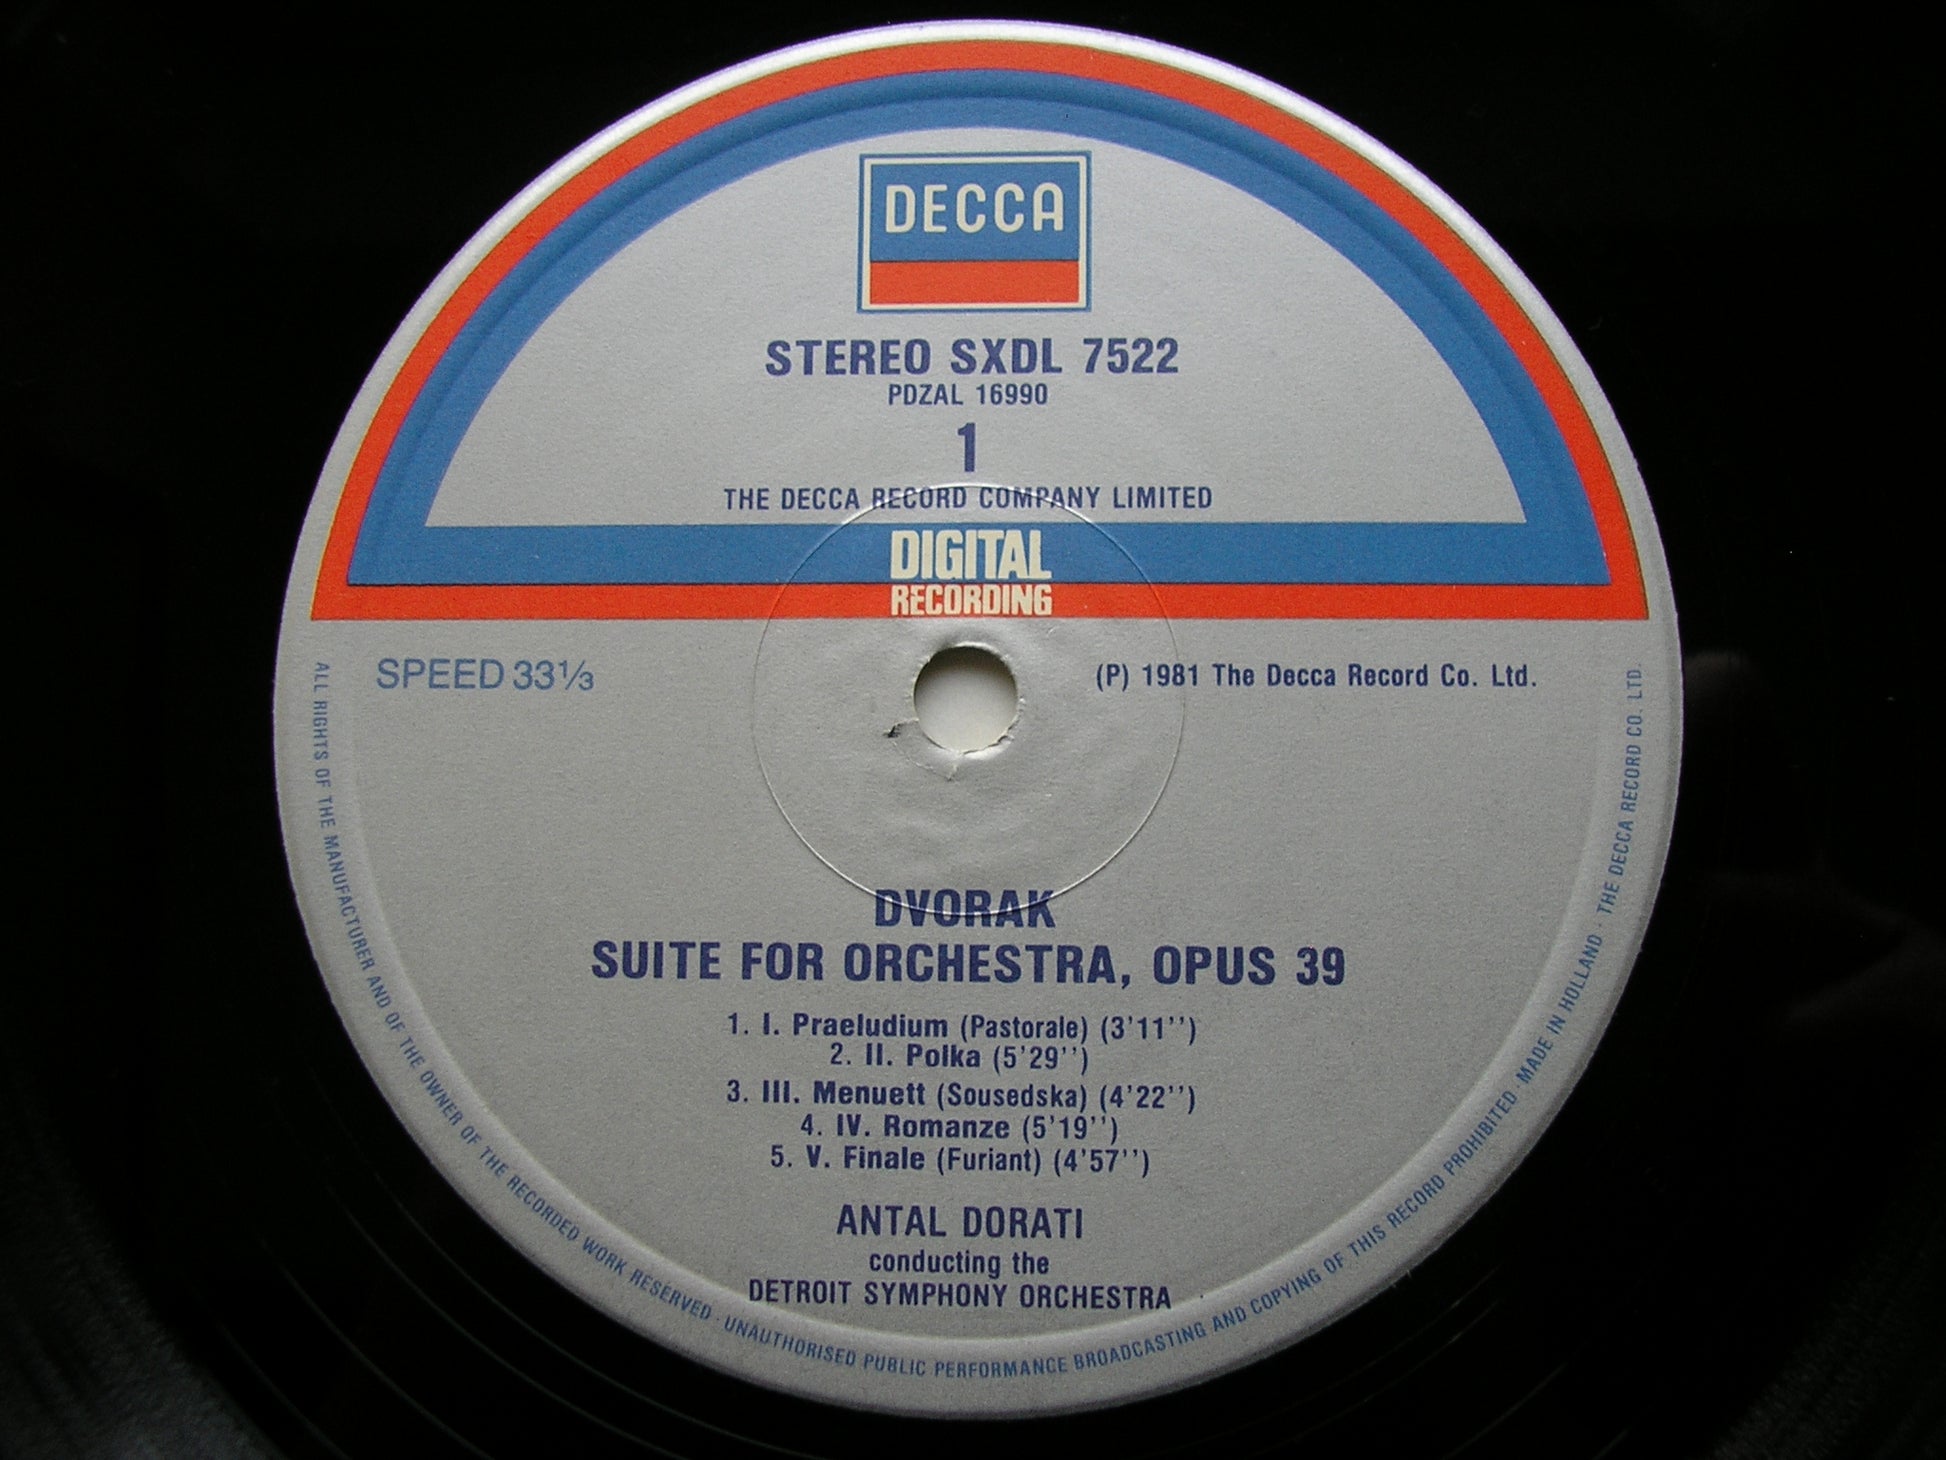 DECCA
STEREO SXDL 7522
PDZAL 16990
1
THE DECCA RECORD COMPANY LIMITED
DIGITAL
RECORDING
SPEED 33⅓
(P) 1981 The Decca Record Co. Ltd.
DVORAK
SUITE FOR ORCHESTRA, OPUS 39
1. I. Praeludium (Pastorale) (3'11'')
2. II. Polka (5'29'')
3. III. Menuett (Sousedska) (4'22'')
4. IV. Romanze (5'19'')
5. V. Finale (Furiant) (4'57'')
ANTAL DORATI
conducting the
DETROIT SYMPHONY ORCHESTRA
ALL RIGHTS OF THE MANUFACTURER AND OF THE OWNER OF THE RECORDED WORK RESERVED · UNAUTHORISED PUBLIC PERFORMANCE BROADCASTING AND COPYING OF THIS RECORD PROHIBITED · MADE IN HOLLAND · THE DECCA RECORD CO. LTD.